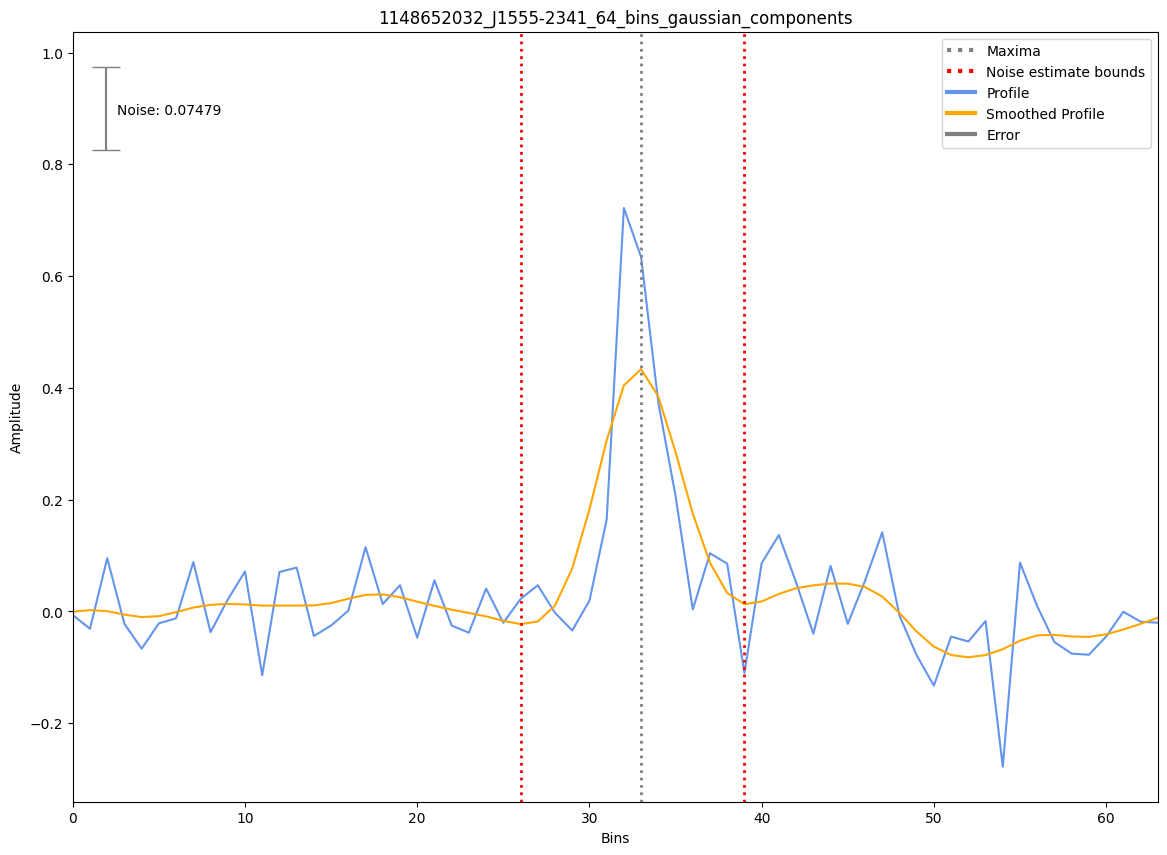 1148652032_J1555-2341_64_bins_gaussian_components
Maxima
Noise estimate bounds
Profile
Smoothed Profile
Error
Noise: 0.07479
1.0
0.8
0.6
0.4
0.2
0.0
−0.2
Amplitude
0 10 20 30 40 50 60
Bins